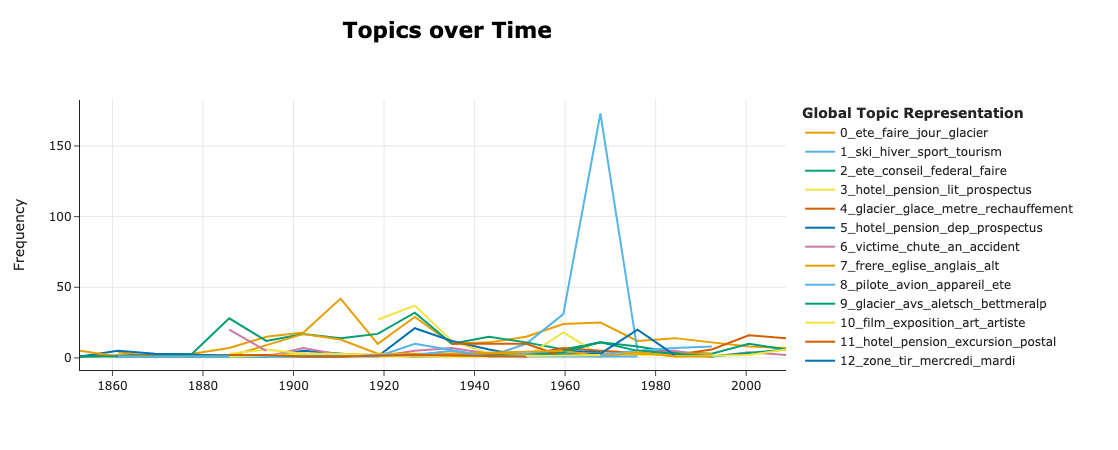 Topics over Time
Global Topic Representation
0_ete_faire_jour_glacier
1_ski_hiver_sport_tourism
2_ete_conseil_federal_faire
3_hotel_pension_lit_prospectus
4_glacier_glace_metre_rechauffement
5_hotel_pension_dep_prospectus
6_victime_chute_an_accident
7_frere_eglise_anglais_alt
8_pilote_avion_appareil_ete
9_glacier_avs_aletsch_bettmeralp
10_film_exposition_art_artiste
11_hotel_pension_excursion_postal
12_zone_tir_mercredi_mardi
Frequency
150
100
50
0
1860 1880 1900 1920 1940 1960 1980 2000